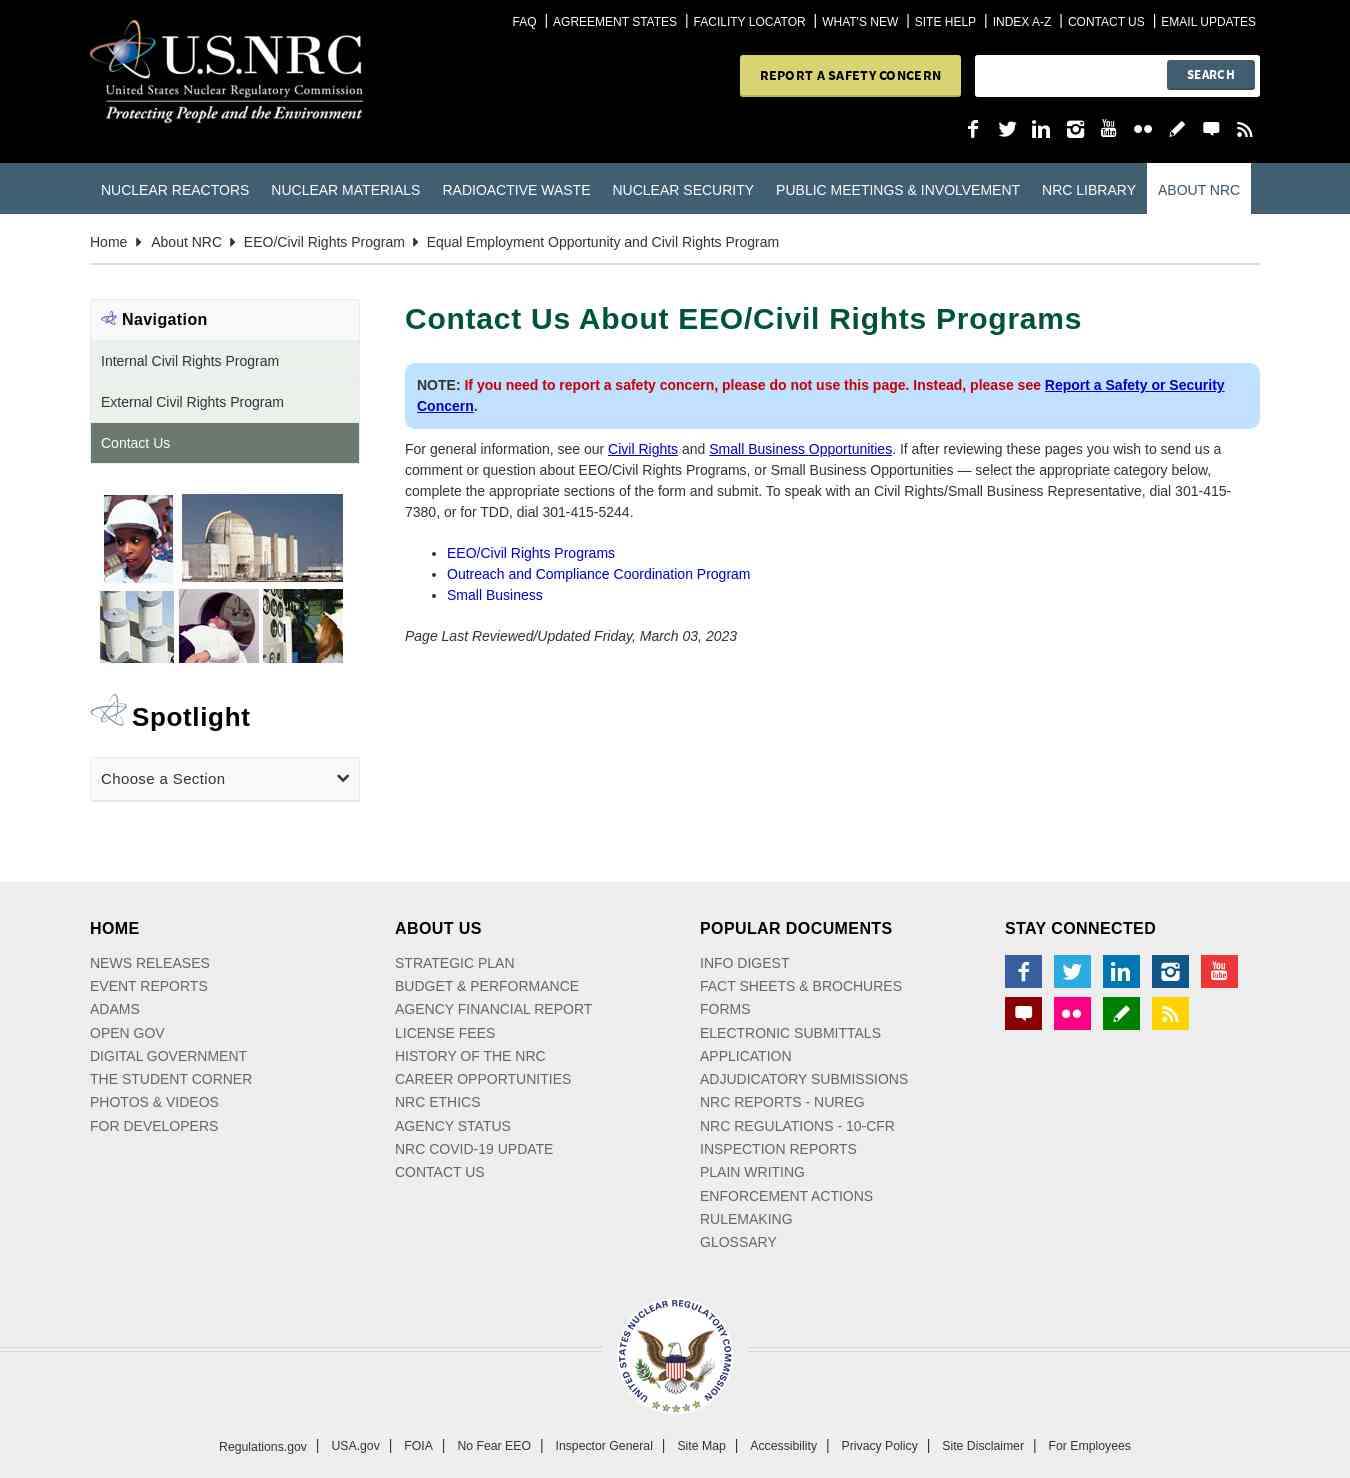 FAQ | AGREEMENT STATES | FACILITY LOCATOR | WHAT'S NEW | SITE HELP | INDEX A-Z | CONTACT US | EMAIL UPDATES
U.S.NRC
United States Nuclear Regulatory Commission
Protecting People and the Environment
REPORT A SAFETY CONCERN
SEARCH
You
Tube
NUCLEAR REACTORS NUCLEAR MATERIALS RADIOACTIVE WASTE NUCLEAR SECURITY PUBLIC MEETINGS & INVOLVEMENT NRC LIBRARY ABOUT NRC
Home About NRC EEO/Civil Rights Program Equal Employment Opportunity and Civil Rights Program
Navigation
Internal Civil Rights Program
External Civil Rights Program
Contact Us
Spotlight
Choose a Section
Contact Us About EEO/Civil Rights Programs
NOTE: If you need to report a safety concern, please do not use this page. Instead, please see Report a Safety or Security
Concern.
For general information, see our Civil Rights and Small Business Opportunities. If after reviewing these pages you wish to send us a
comment or question about EEO/Civil Rights Programs, or Small Business Opportunities — select the appropriate category below,
complete the appropriate sections of the form and submit. To speak with an Civil Rights/Small Business Representative, dial 301-415-
7380, or for TDD, dial 301-415-5244.
• EEO/Civil Rights Programs
• Outreach and Compliance Coordination Program
• Small Business
Page Last Reviewed/Updated Friday, March 03, 2023
HOME
NEWS RELEASES
EVENT REPORTS
ADAMS
OPEN GOV
DIGITAL GOVERNMENT
THE STUDENT CORNER
PHOTOS & VIDEOS
FOR DEVELOPERS
ABOUT US
STRATEGIC PLAN
BUDGET & PERFORMANCE
AGENCY FINANCIAL REPORT
LICENSE FEES
HISTORY OF THE NRC
CAREER OPPORTUNITIES
NRC ETHICS
AGENCY STATUS
NRC COVID-19 UPDATE
CONTACT US
POPULAR DOCUMENTS
INFO DIGEST
FACT SHEETS & BROCHURES
FORMS
ELECTRONIC SUBMITTALS
APPLICATION
ADJUDICATORY SUBMISSIONS
NRC REPORTS - NUREG
NRC REGULATIONS - 10-CFR
INSPECTION REPORTS
PLAIN WRITING
ENFORCEMENT ACTIONS
RULEMAKING
GLOSSARY
STAY CONNECTED
You
Tube
UNITED STATES NUCLEAR REGULATORY COMMISSION
Regulations.gov | USA.gov | FOIA | No Fear EEO | Inspector General | Site Map | Accessibility | Privacy Policy | Site Disclaimer | For Employees